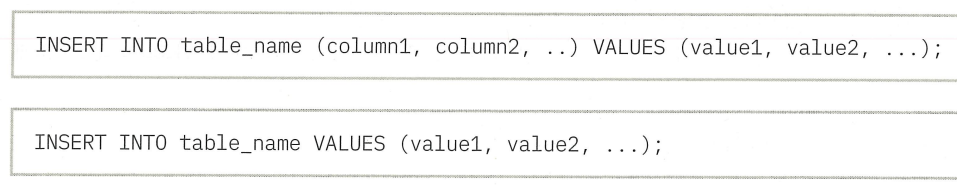 INSERT INTO table_name (column1, column2, ..) VALUES (value1, value2, ...);
INSERT INTO table_name VALUES (value1, value2, ...);